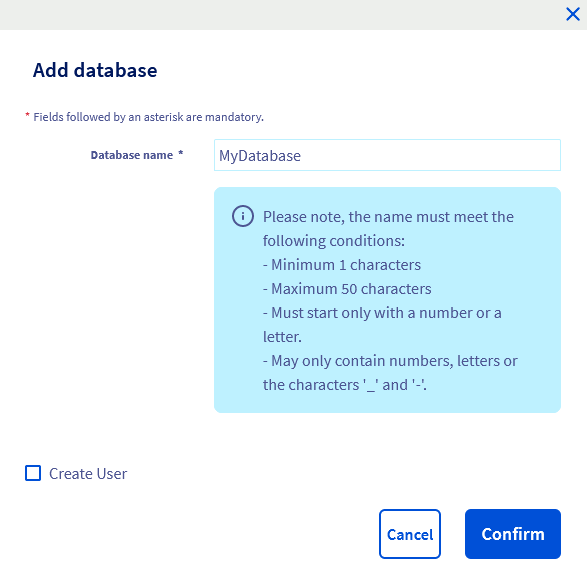 Add database
* Fields followed by an asterisk are mandatory.
Database name *
MyDatabase
Please note, the name must meet the
following conditions:
- Minimum 1 characters
- Maximum 50 characters
- Must start only with a number or a
letter.
- May only contain numbers, letters or
the characters '_' and '-'.
Create User
Cancel
Confirm